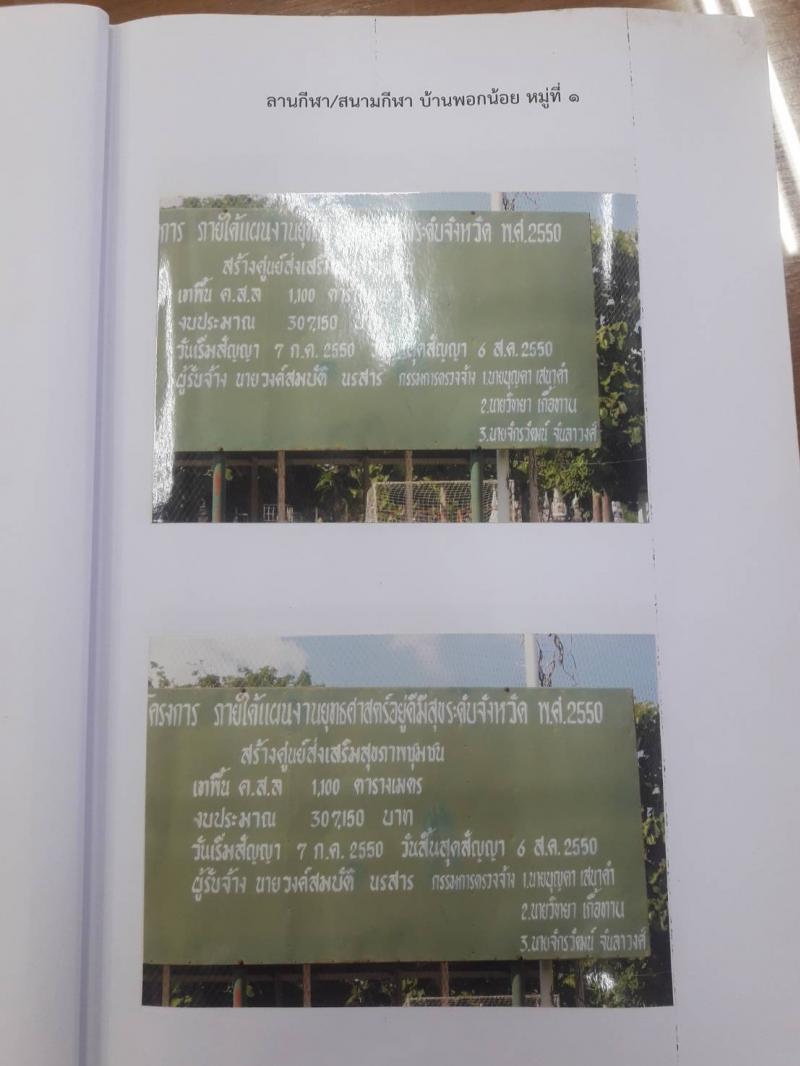 ลานกีฬา/สนามกีฬา บ้านพอกน้อย หมู่ที่ ๑
การ ภายใต้แผนงานยุทธ ระดับจังหวัด พ.ศ.2550
สร้างศูนย์ส่งเสริม
เทพื้น ค.ส.ล 1,100 ตารางเมตร
งบประมาณ 307,150 บาท
วันเริ่มสัญญา 7 ก.ค. 2550 สุดสัญญา 6 ส.ค. 2550
ผู้รับจ้าง นายวงค์สมบัติ นรสาร กรรมการตรวจจ้าง 1.นายบุญตา เสนาคำ
2.นายวิทยา เกื้อทาน
3.นายจักรวัฒน์ จันลาวงศ์
โครงการ ภายใต้แผนงานยุทธศาสตร์อยู่ดีมีสุขระดับจังหวัด พ.ศ.2550
สร้างศูนย์ส่งเสริมสุขภาพชุมชน
เทพื้น ค.ส.ล 1,100 ตารางเมตร
งบประมาณ 307,150 บาท
วันเริ่มสัญญา 7 ก.ค. 2550 วันสิ้นสุดสัญญา 6 ส.ค. 2550
ผู้รับจ้าง นายวงค์สมบัติ นรสาร กรรมการตรวจจ้าง 1.นายบุญตา เสนาคำ
2.นายวิทยา เกื้อทาน
3.นายจักรวัฒน์ จันลาวงศ์